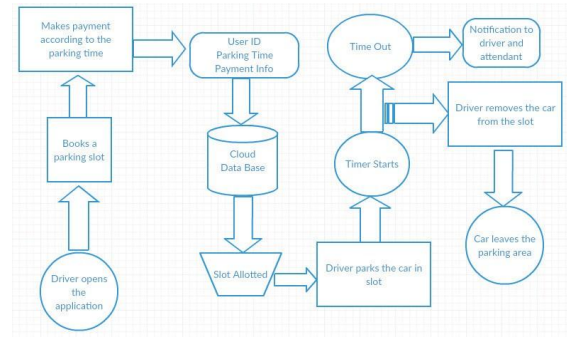 Makes payment
according to the
parking time
User ID
Parking Time
Payment Info
Time Out
Notification to
driver and
attendant
Driver removes the car
from the slot
Books a
parking slot
Cloud
Data Base
Timer Starts
Car leaves the
parking area
Driver opens
the
application
Slot Allotted
Driver parks the car in
slot